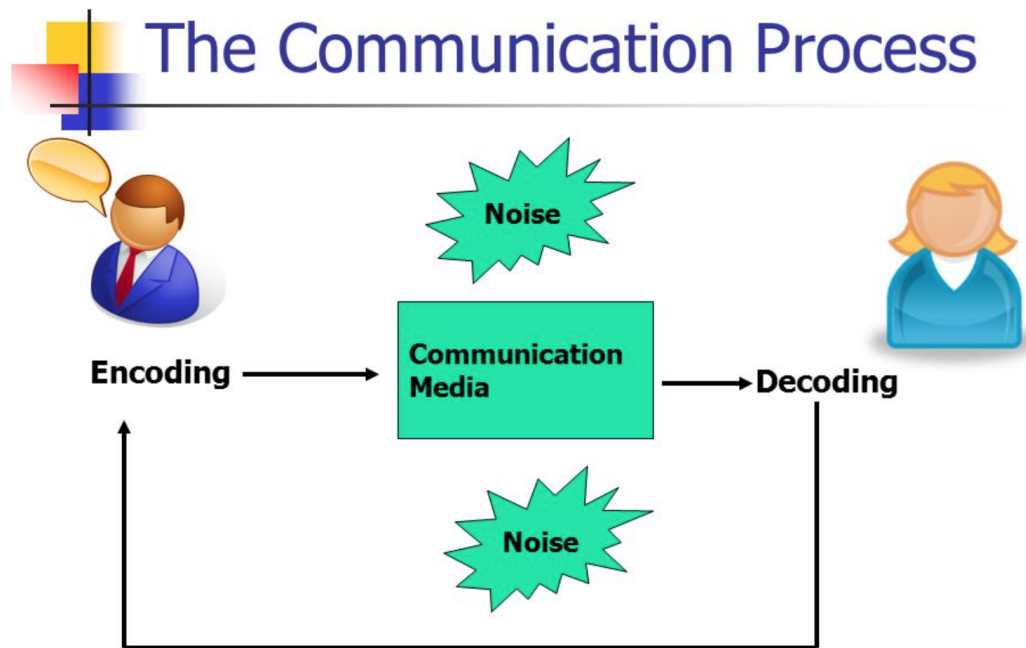 The Communication Process
Noise
Encoding
Communication
Media
Decoding
Noise